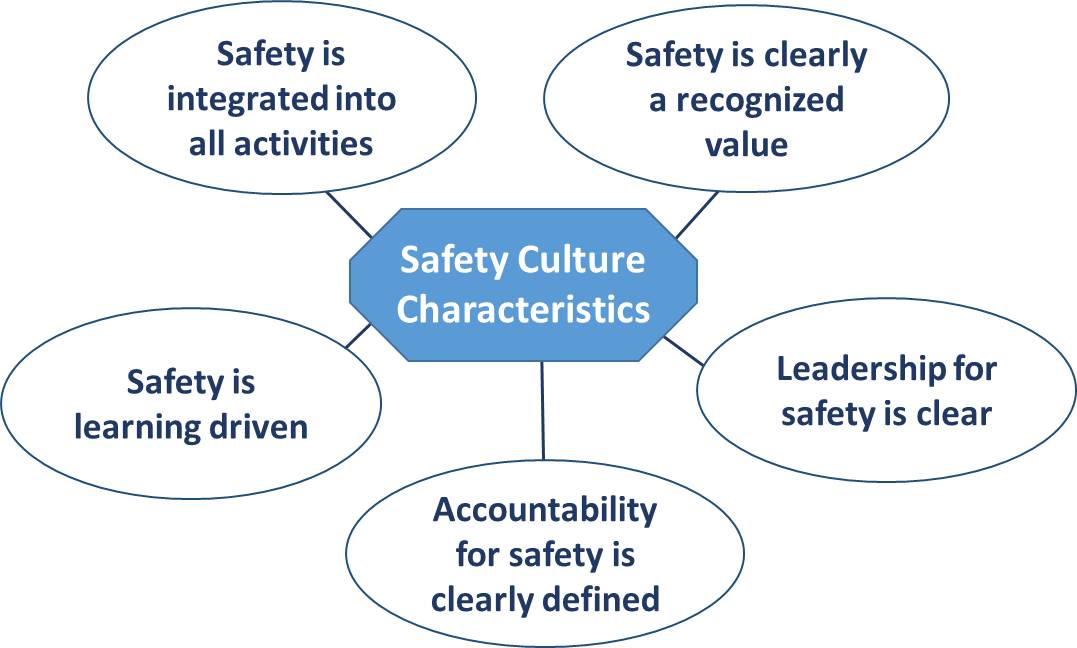 Safety is
integrated into
all activities
Safety is clearly
a recognized
value
Safety Culture
Characteristics
Safety is
learning driven
Leadership for
safety is clear
Accountability
for safety is
clearly defined